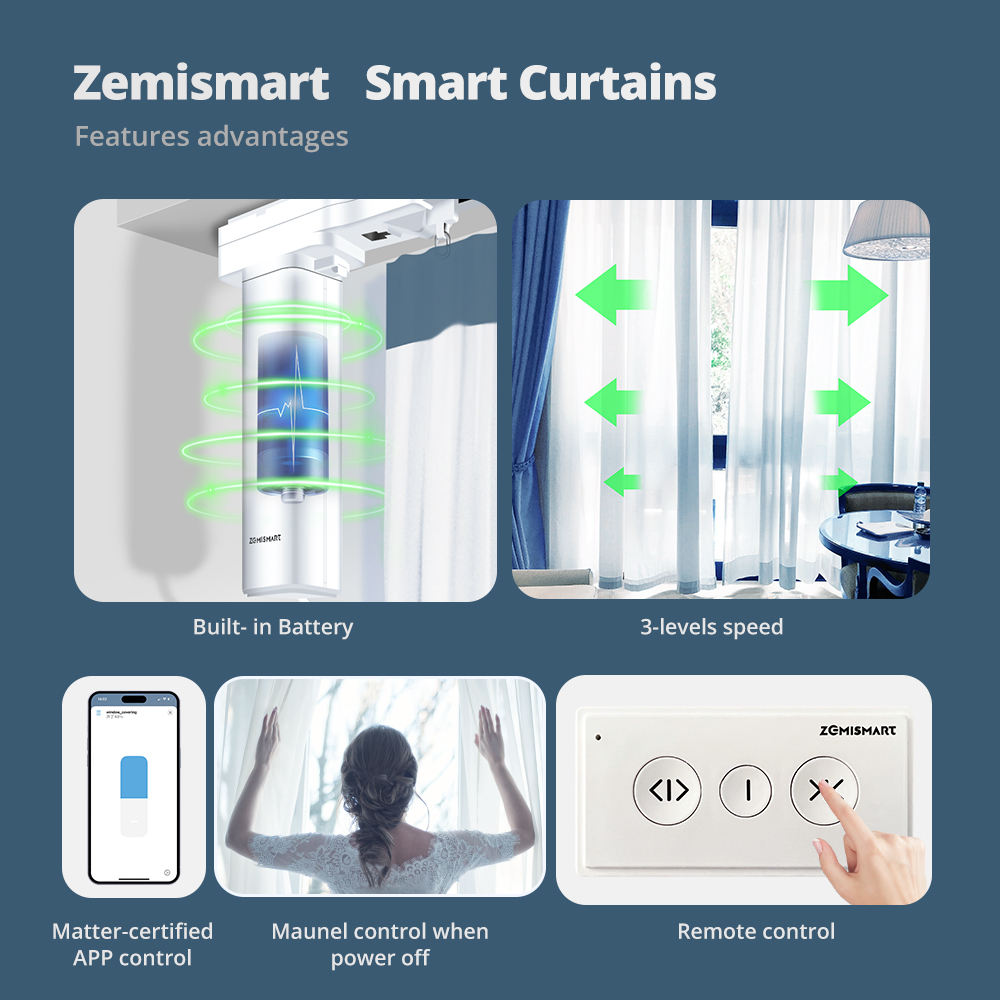 Zemismart Smart Curtains
Features advantages
ZEMISMART
Built- in Battery
3-levels speed
window_covering
ZEMISMART
Matter-certified
APP control
Maunel control when
power off
Remote control